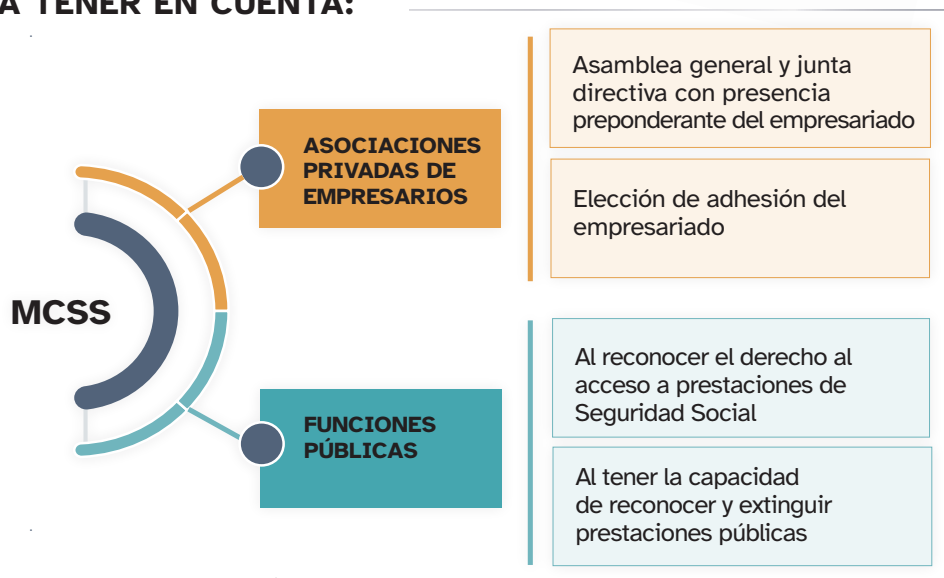 A TENER EN CUENTA:
MCSS
ASOCIACIONES
PRIVADAS DE
EMPRESARIOS
Asamblea general y junta
directiva con presencia
preponderante del empresariado
Elección de adhesión del
empresariado
FUNCIONES
PÚBLICAS
Al reconocer el derecho al
acceso a prestaciones de
Seguridad Social
Al tener la capacidad
de reconocer y extinguir
prestaciones públicas